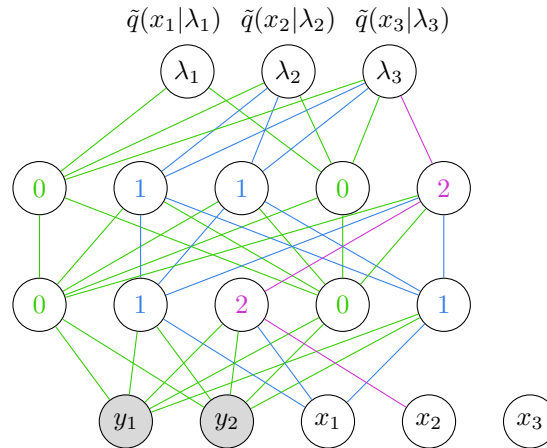 q̃(x₁|λ₁) q̃(x₂|λ₂) q̃(x₃|λ₃)
λ₁ λ₂ λ₃
0 1 1 0 2
0 1 2 0 1
y₁ y₂ x₁ x₂ x₃